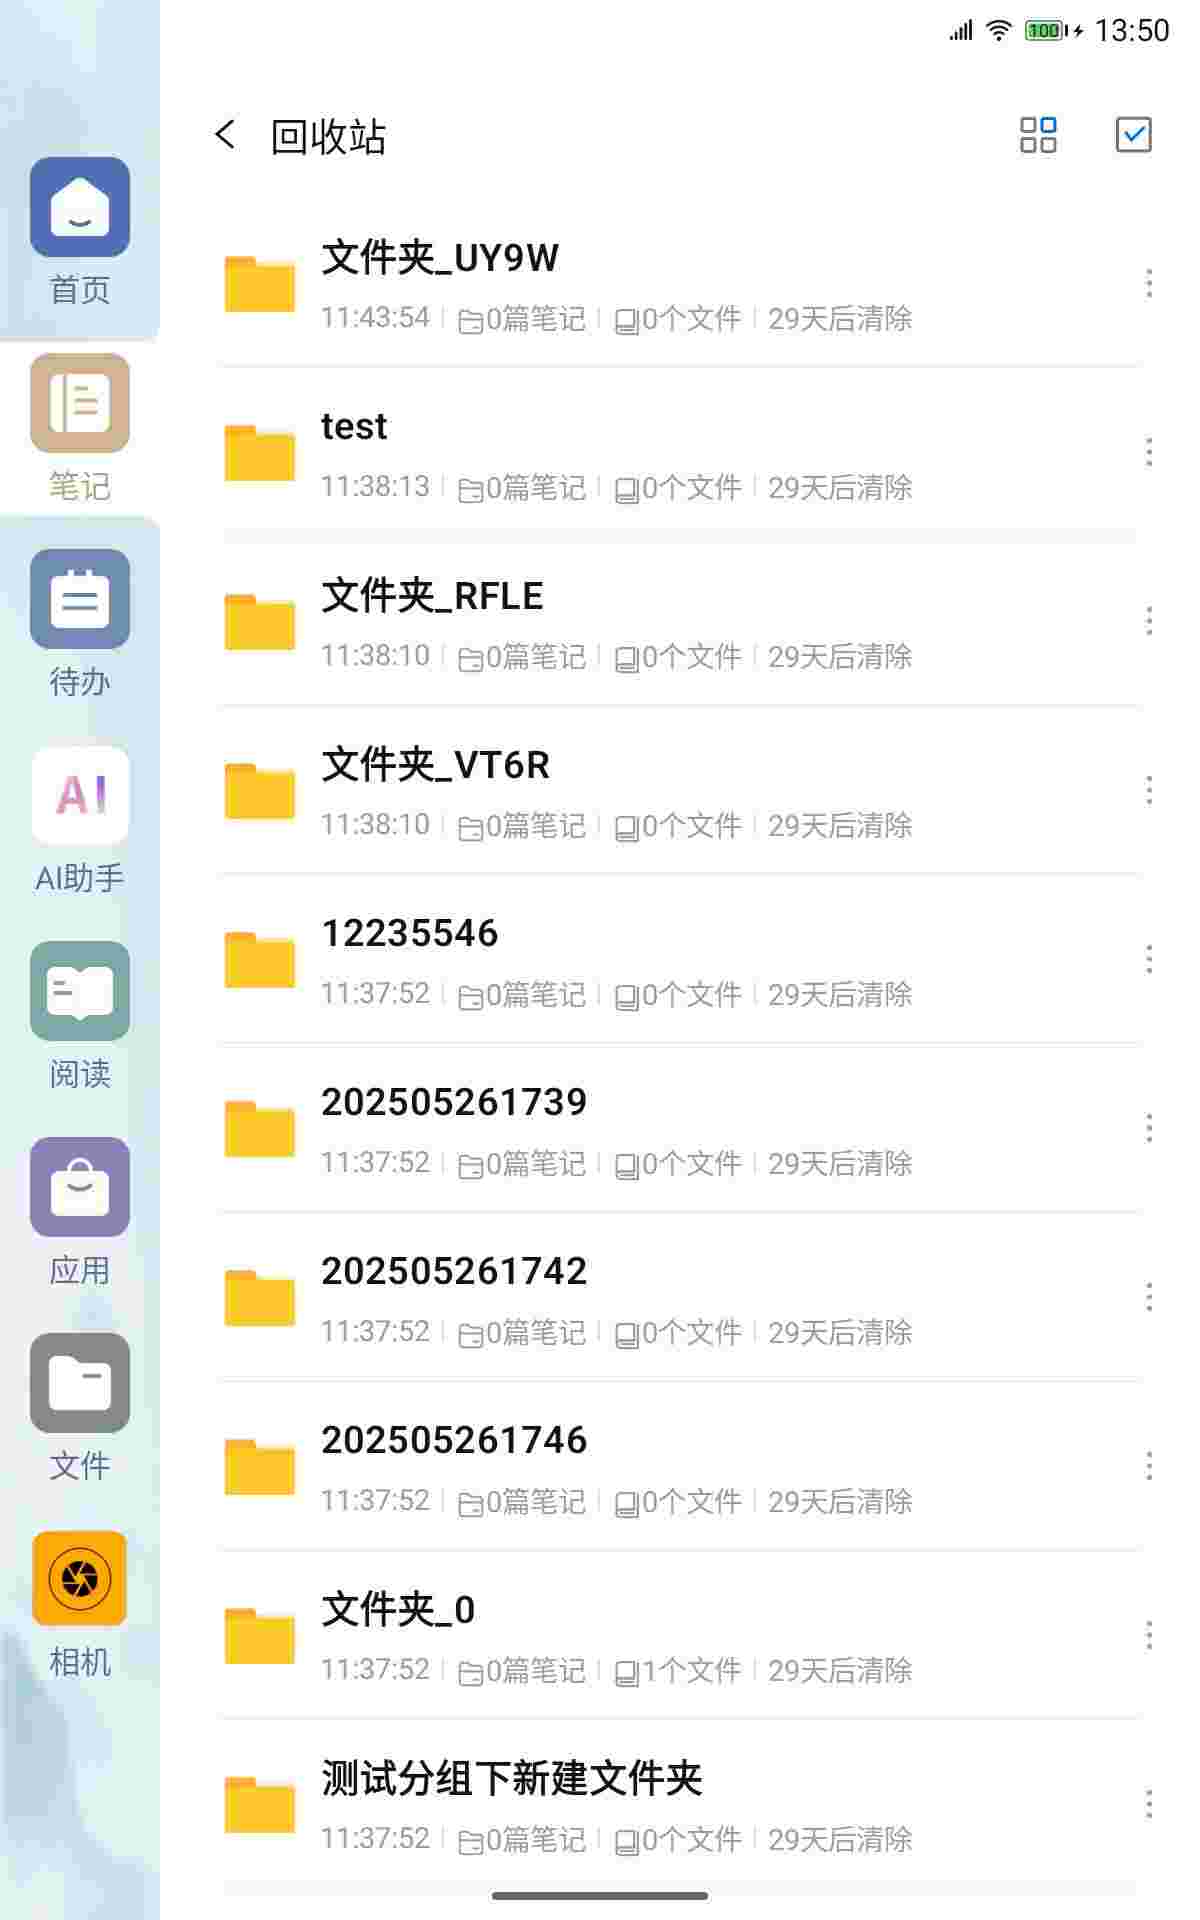 100 13:50
回收站
首页
笔记
待办
AI
AI助手
阅读
应用
文件
相机
文件夹_UY9W
11:43:54 0篇笔记 0个文件 29天后清除
test
11:38:13 0篇笔记 0个文件 29天后清除
文件夹_RFLE
11:38:10 0篇笔记 0个文件 29天后清除
文件夹_VT6R
11:38:10 0篇笔记 0个文件 29天后清除
12235546
11:37:52 0篇笔记 0个文件 29天后清除
202505261739
11:37:52 0篇笔记 0个文件 29天后清除
202505261742
11:37:52 0篇笔记 0个文件 29天后清除
202505261746
11:37:52 0篇笔记 0个文件 29天后清除
文件夹_0
11:37:52 0篇笔记 1个文件 29天后清除
测试分组下新建文件夹
11:37:52 0篇笔记 0个文件 29天后清除